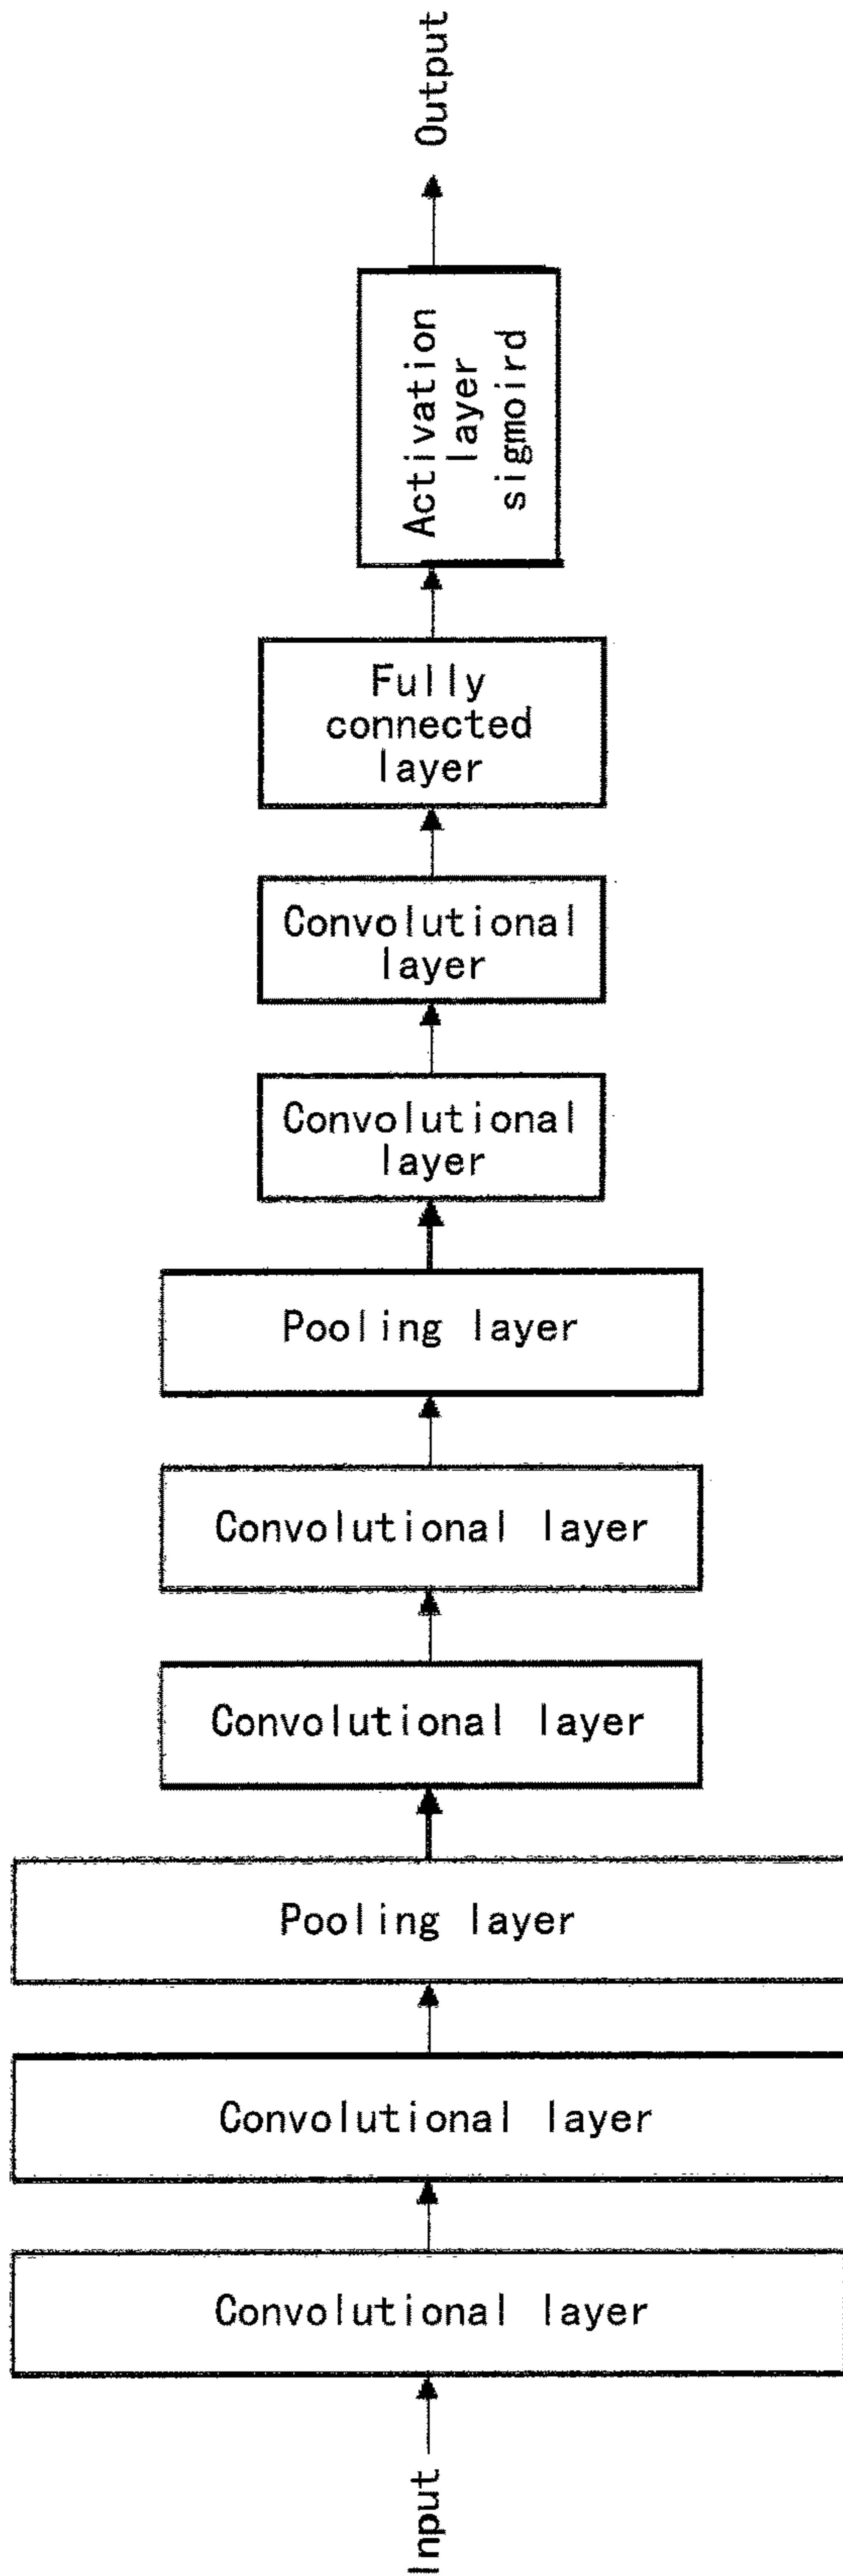 Output
Activation
layer
sigmoird
Fully
connected
layer
Convolutional
layer
Convolutional
layer
Pooling layer
Convolutional layer
Convolutional layer
Pooling layer
Convolutional layer
Convolutional layer
Input